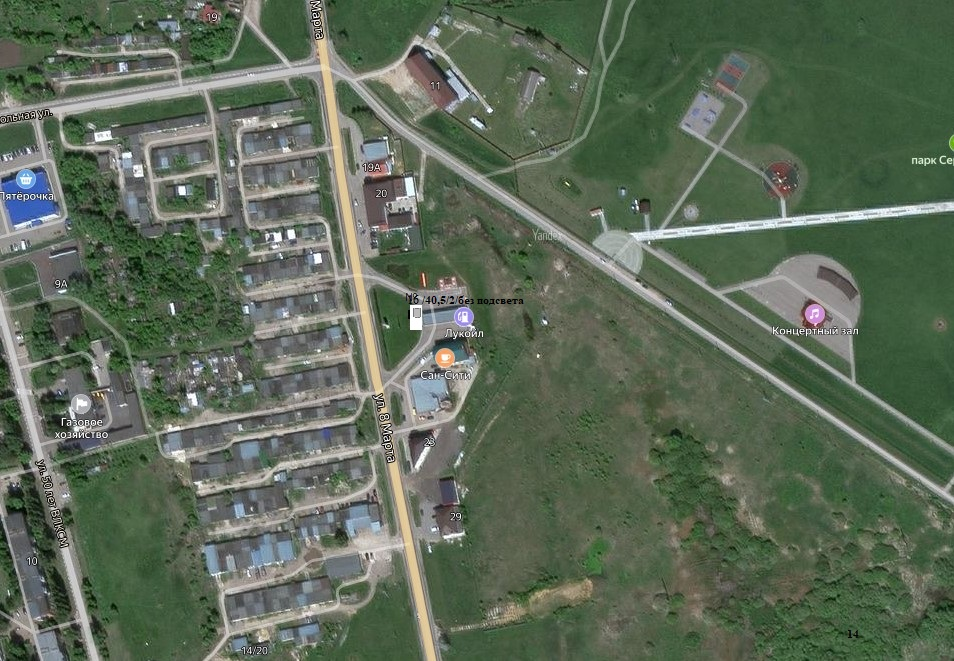 19
8 Марта
11
ольная ул.
19А
20
Пятёрочка
парк Сер
Yandex
9А
/40,5/2/без подсвета
Лукойл
Концертный зал
Сан-Сити
Газовое
хозяйство
ул. 8 Марта
23
ул. 50 лет ВЛКСМ
29
10
14
14/20